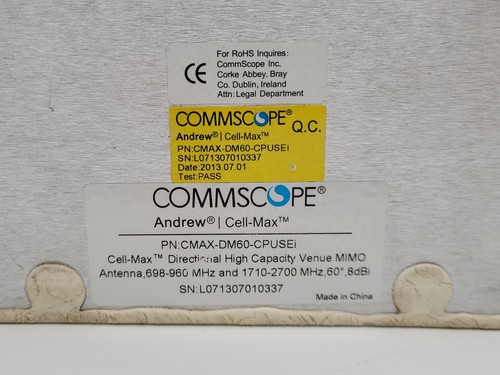 CE
For RoHS Inquires:
CommScope Inc.
Corke Abbey, Bray
Co. Dublin, Ireland
Attn: Legal Department
COMMSCOPE® Q.C.
Andrew® | Cell-Max™
PN:CMAX-DM60-CPUSEi
SN:L071307010337
Date:2013.07.01
Test:PASS
COMMSCOPE®
Andrew® | Cell-Max™
PN:CMAX-DM60-CPUSEi
Cell-Max™ Directional High Capacity Venue MIMO
Antenna,698-960 MHz and 1710-2700 MHz,60°,8dBi
SN:L071307010337
Made in China